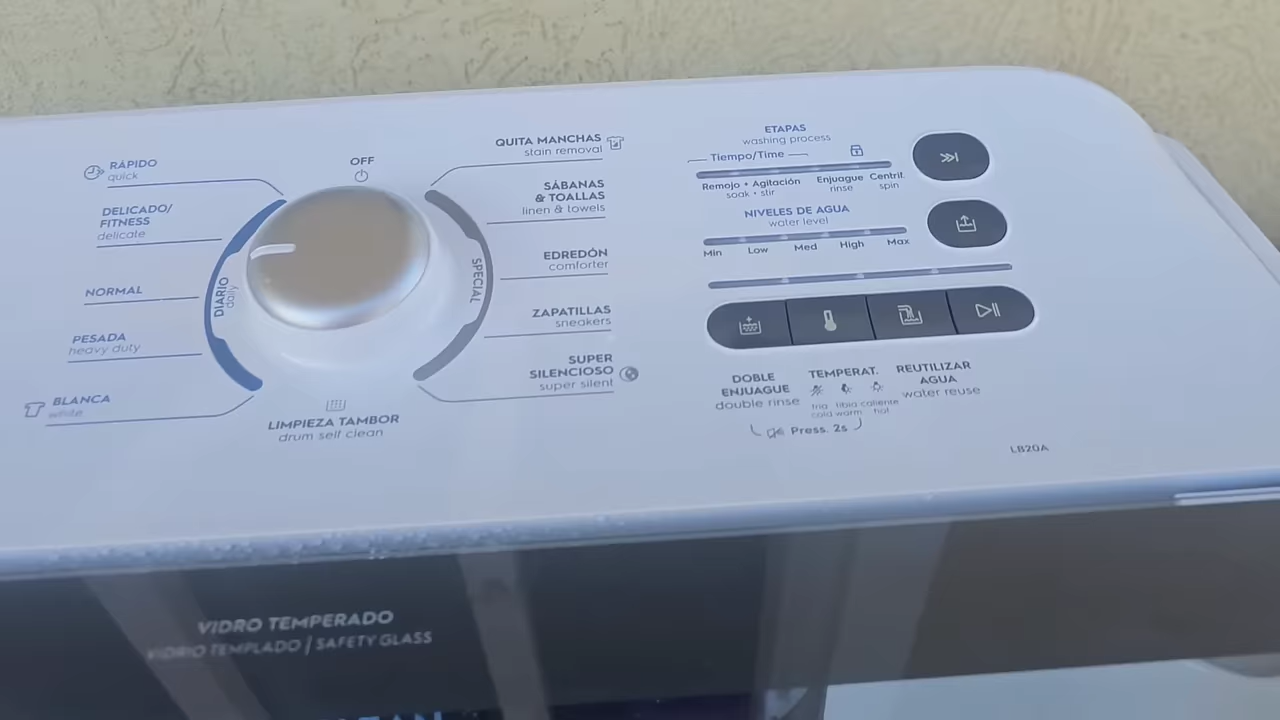 RÁPIDO
quick
DELICADO/
FITNESS
delicate
NORMAL
PESADA
heavy duty
BLANCA
white
OFF
DIARIO
daily
SPECIAL
LIMPIEZA TAMBOR
drum self clean
QUITA MANCHAS
stain removal
SÁBANAS
& TOALLAS
linen & towels
EDREDÓN
comforter
ZAPATILLAS
sneakers
SUPER
SILENCIOSO
super silent
ETAPAS
washing process
Tiempo/Time
Remojo • Agitación Enjuague Centrif.
soak • stir rinse spin
NIVELES DE AGUA
water level
Min Low Med High Max
DOBLE
ENJUAGUE
double rinse
TEMPERAT.
fria tibia caliente
cold warm hot
REUTILIZAR
AGUA
water reuse
Press. 2s
LB20A
VIDRO TEMPERADO
VIDRIO TEMPLADO / SAFETY GLASS